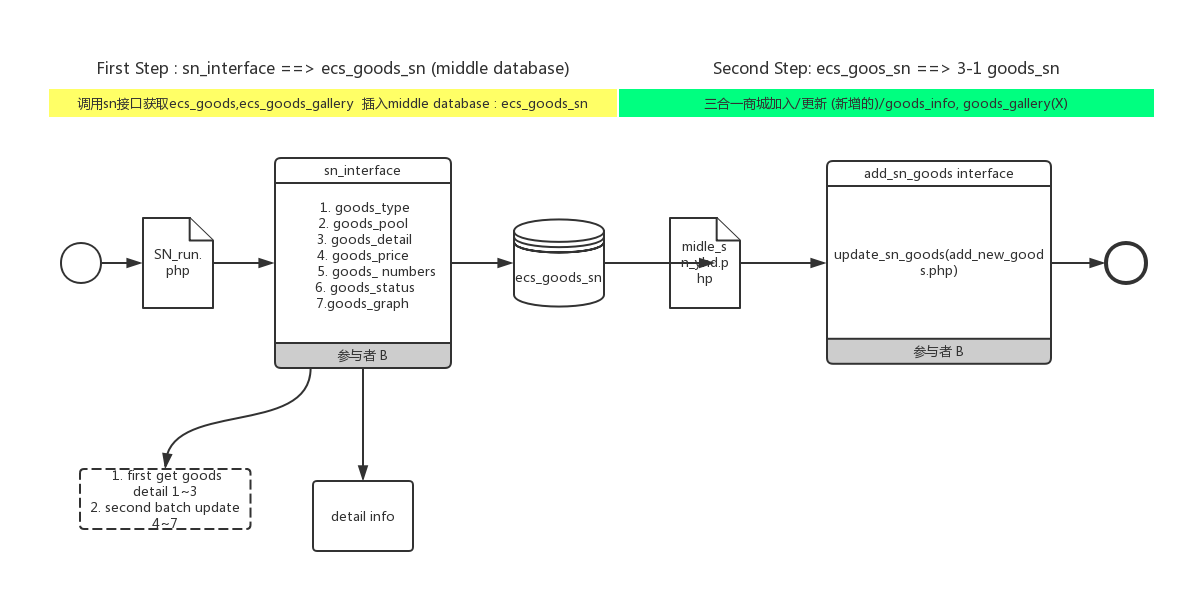 First Step : sn_interface ==> ecs_goods_sn (middle database)
Second Step: ecs_goos_sn ==> 3-1 goods_sn
调用sn接口获取ecs_goods,ecs_goods_gallery 插入middle database : ecs_goods_sn
三合一商城加入/更新 (新增的)/goods_info, goods_gallery(X)
SN_run.
php
sn_interface
1. goods_type
2. goods_pool
3. goods_detail
4. goods_price
5. goods_ numbers
6. goods_status
7.goods_graph
参与者 B
ecs_goods_sn
midle_s
n_yhd.p
hp
add_sn_goods interface
update_sn_goods(add_new_good
s.php)
参与者 B
1. first get goods
detail 1~3
2. second batch update
4~7
detail info